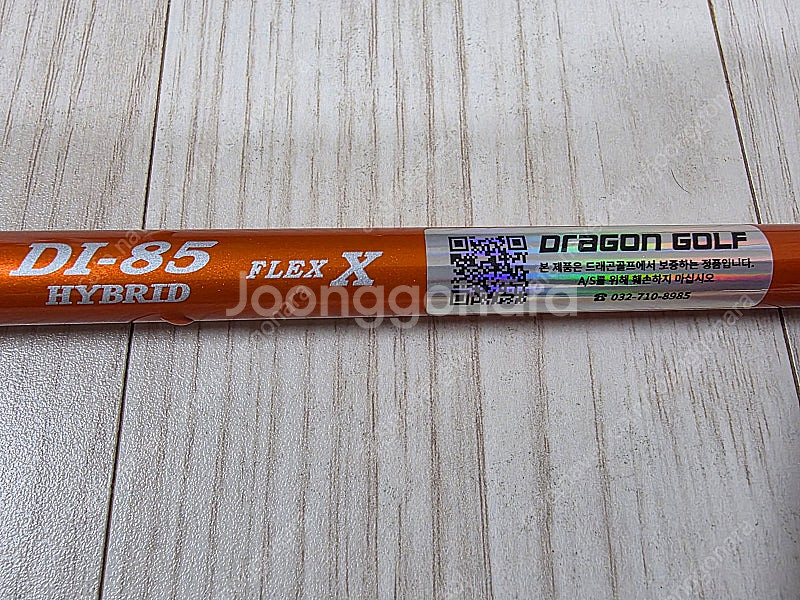 DI-85
HYBRID
FLEX X
DRAGON GOLF
본 제품은 드레곤골프에서 보증하는 정품입니다.
A/S를 위해 훼손하지 마십시오
☎ 032-710-8985
Joonggonara